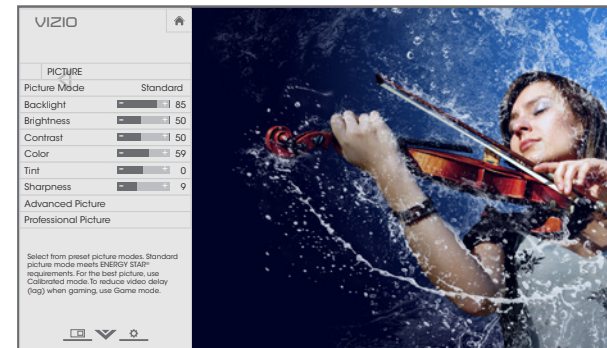 VIZIO
PICTURE
Picture Mode Standard
Backlight 85
Brightness 50
Contrast 50
Color 59
Tint 0
Sharpness 9
Advanced Picture
Professional Picture
Select from preset picture modes. Standard
picture mode meets ENERGY STAR®
requirements. For the best picture, use
Calibrated mode. To reduce video delay
(lag) when gaming, use Game mode.